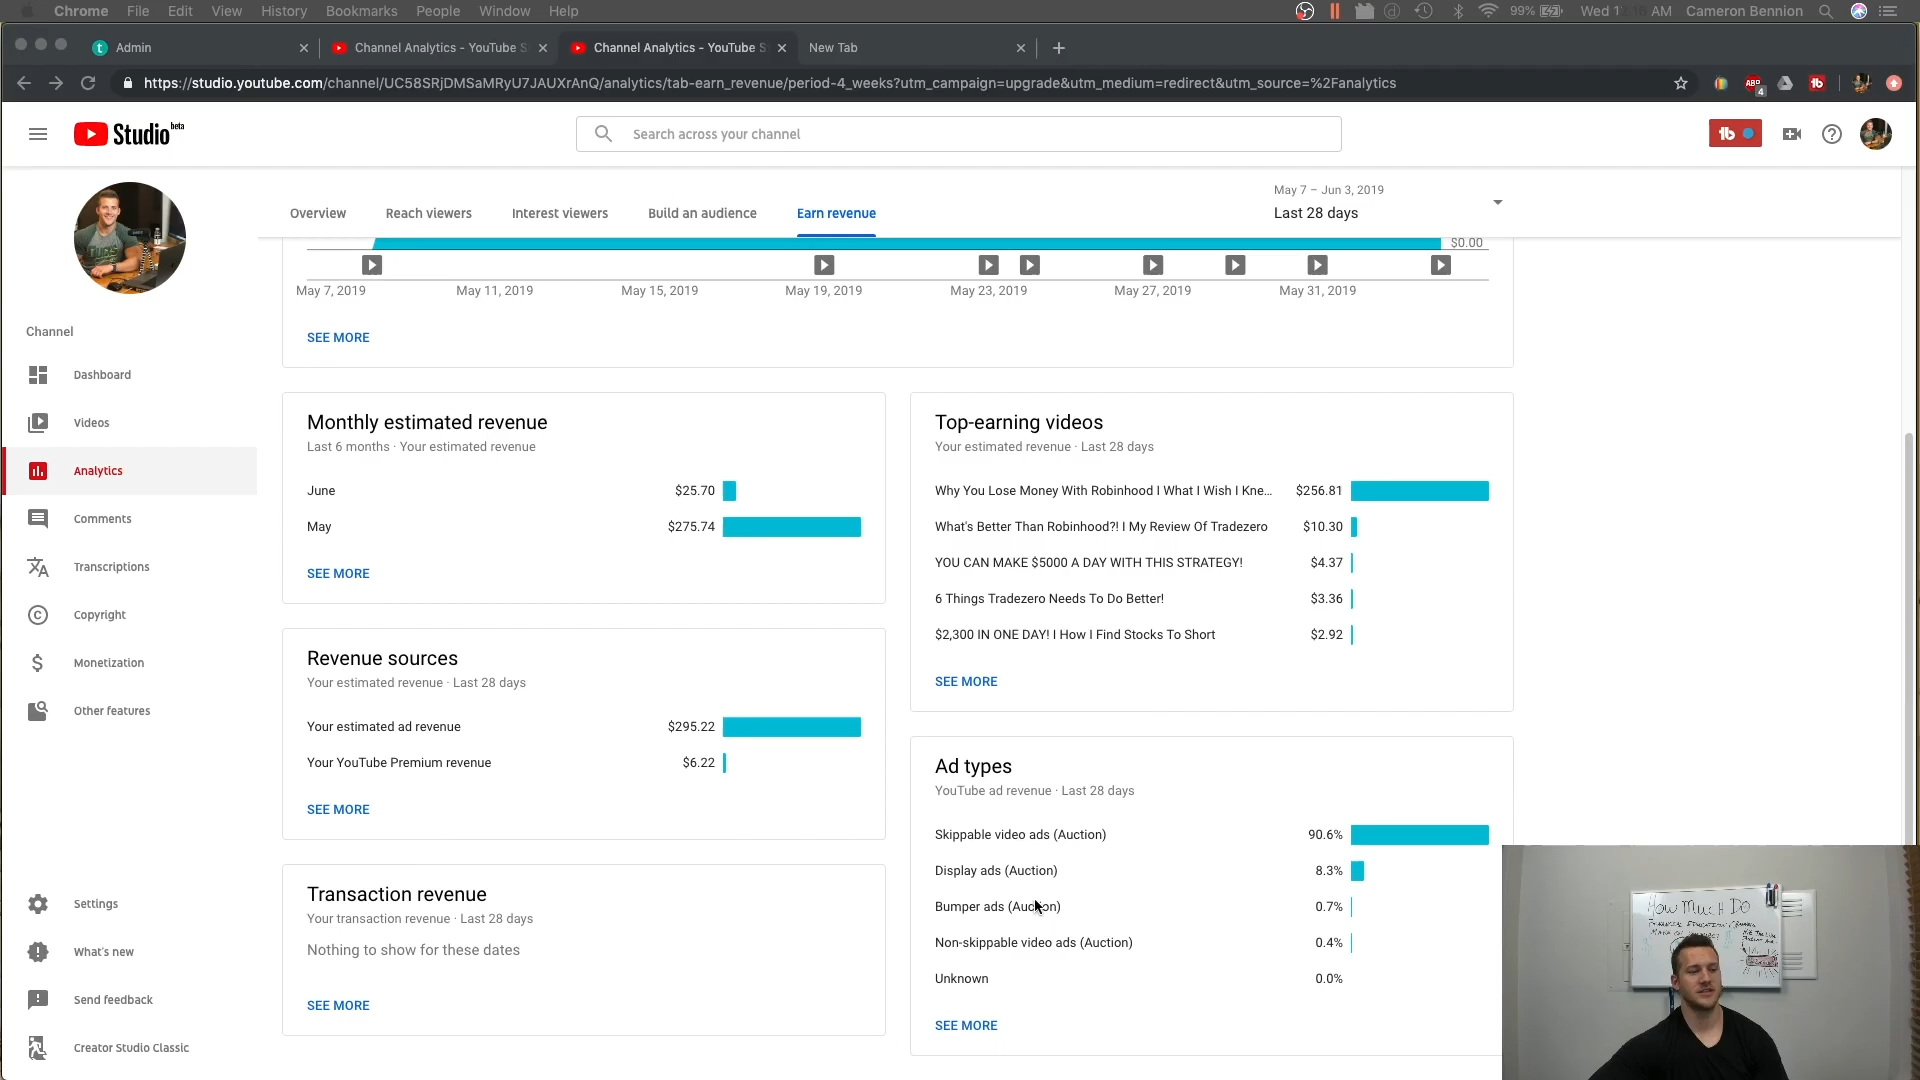 Chrome File Edit View History Bookmarks People Window Help
99% Wed 1 AM Cameron Bennion
Admin
Channel Analytics - YouTube S
Channel Analytics - YouTube S
New Tab
https://studio.youtube.com/channel/UC58SRjDMSaMRyU7JAUXrAnQ/analytics/tab-earn_revenue/period-4_weeks?utm_campaign=upgrade&utm_medium=redirect&utm_source=%2Fanalytics
ABP
4
tb
Studio beta
Search across your channel
tb
Overview
Reach viewers
Interest viewers
Build an audience
Earn revenue
May 7 – Jun 3, 2019
Last 28 days
$0.00
May 7, 2019
May 11, 2019
May 15, 2019
May 19, 2019
May 23, 2019
May 27, 2019
May 31, 2019
SEE MORE
Channel
Dashboard
Videos
Analytics
Comments
Transcriptions
Copyright
Monetization
Other features
Settings
What's new
Send feedback
Creator Studio Classic
Monthly estimated revenue
Last 6 months · Your estimated revenue
June $25.70
May $275.74
SEE MORE
Revenue sources
Your estimated revenue · Last 28 days
Your estimated ad revenue $295.22
Your YouTube Premium revenue $6.22
SEE MORE
Transaction revenue
Your transaction revenue · Last 28 days
Nothing to show for these dates
SEE MORE
Top-earning videos
Your estimated revenue · Last 28 days
Why You Lose Money With Robinhood I What I Wish I Kne... $256.81
What's Better Than Robinhood?! I My Review Of Tradezero $10.30
YOU CAN MAKE $5000 A DAY WITH THIS STRATEGY! $4.37
6 Things Tradezero Needs To Do Better! $3.36
$2,300 IN ONE DAY! I How I Find Stocks To Short $2.92
SEE MORE
Ad types
YouTube ad revenue · Last 28 days
Skippable video ads (Auction) 90.6%
Display ads (Auction) 8.3%
Bumper ads (Auction) 0.7%
Non-skippable video ads (Auction) 0.4%
Unknown 0.0%
SEE MORE
HOW MUCH DO
FINANCIAL EDUCATION CHANNELS